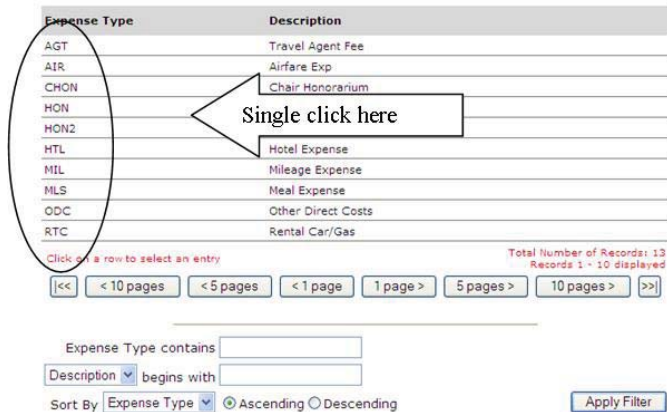 Expense Type Description
AGT Travel Agent Fee
AIR Airfare Exp
CHON Chair Honorarium
HON Single click here
HON2
HTL Hotel Expense
MIL Mileage Expense
MLS Meal Expense
ODC Other Direct Costs
RTC Rental Car/Gas
Click on a row to select an entry Total Number of Records: 13
Records 1 - 10 displayed
|<< < 10 pages < 5 pages < 1 page 1 page > 5 pages > 10 pages > >>|
Expense Type contains
Description begins with
Sort By Expense Type Ascending Descending Apply Filter